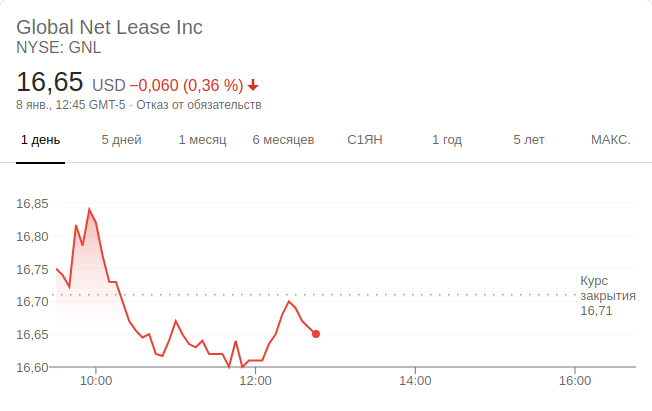 Global Net Lease Inc
NYSE: GNL
16,65 USD −0,060 (0,36 %)
8 янв., 12:45 GMT-5 · Отказ от обязательств
1 день 5 дней 1 месяц 6 месяцев С1ЯН 1 год 5 лет МАКС.
16,85
16,80
16,75
16,70
16,65
16,60
Курс
закрытия
16,71
10:00 12:00 14:00 16:00